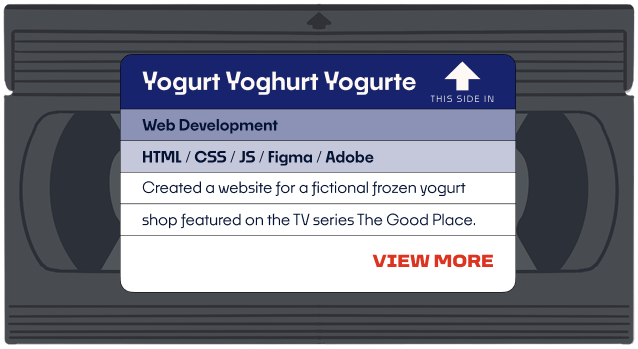 Yogurt Yoghurt Yogurte
THIS SIDE IN
Web Development
HTML / CSS / JS / Figma / Adobe
Created a website for a fictional frozen yogurt
shop featured on the TV series The Good Place.
VIEW MORE